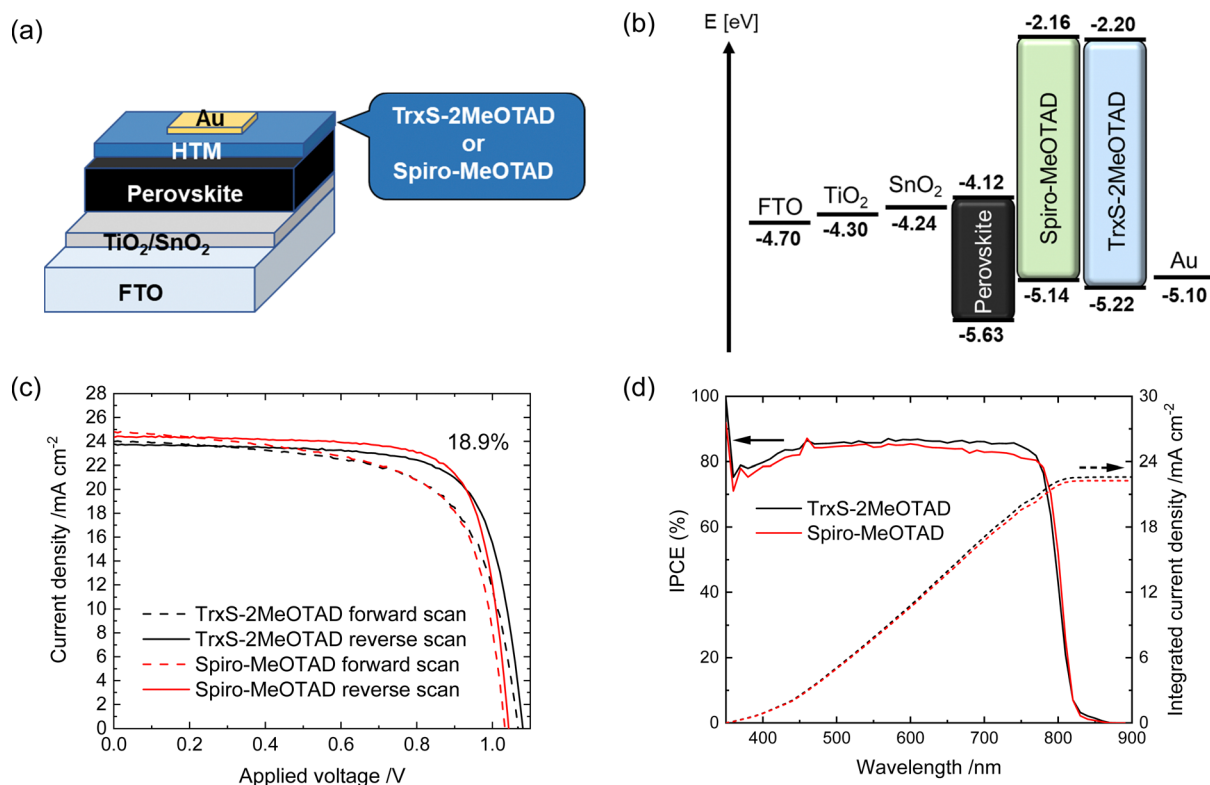 (a)
Au
HTM
Perovskite
TiO₂/SnO₂
FTO
TrxS-2MeOTAD
or
Spiro-MeOTAD
(b)
E [eV]
FTO
-4.70
TiO₂
-4.30
SnO₂
-4.24
-4.12
Perovskite
-5.63
-2.16
Spiro-MeOTAD
-5.14
-2.20
TrxS-2MeOTAD
-5.22
Au
-5.10
(c)
Current density /mA cm⁻²
28
26
24
22
20
18
16
14
12
10
8
6
4
2
0
18.9%
TrxS-2MeOTAD forward scan
TrxS-2MeOTAD reverse scan
Spiro-MeOTAD forward scan
Spiro-MeOTAD reverse scan
0.0 0.2 0.4 0.6 0.8 1.0
Applied voltage /V
(d)
IPCE (%)
100
80
60
40
20
0
TrxS-2MeOTAD
Spiro-MeOTAD
30
24
18
12
6
0
Integrated current density /mA cm⁻²
400 500 600 700 800 900
Wavelength /nm